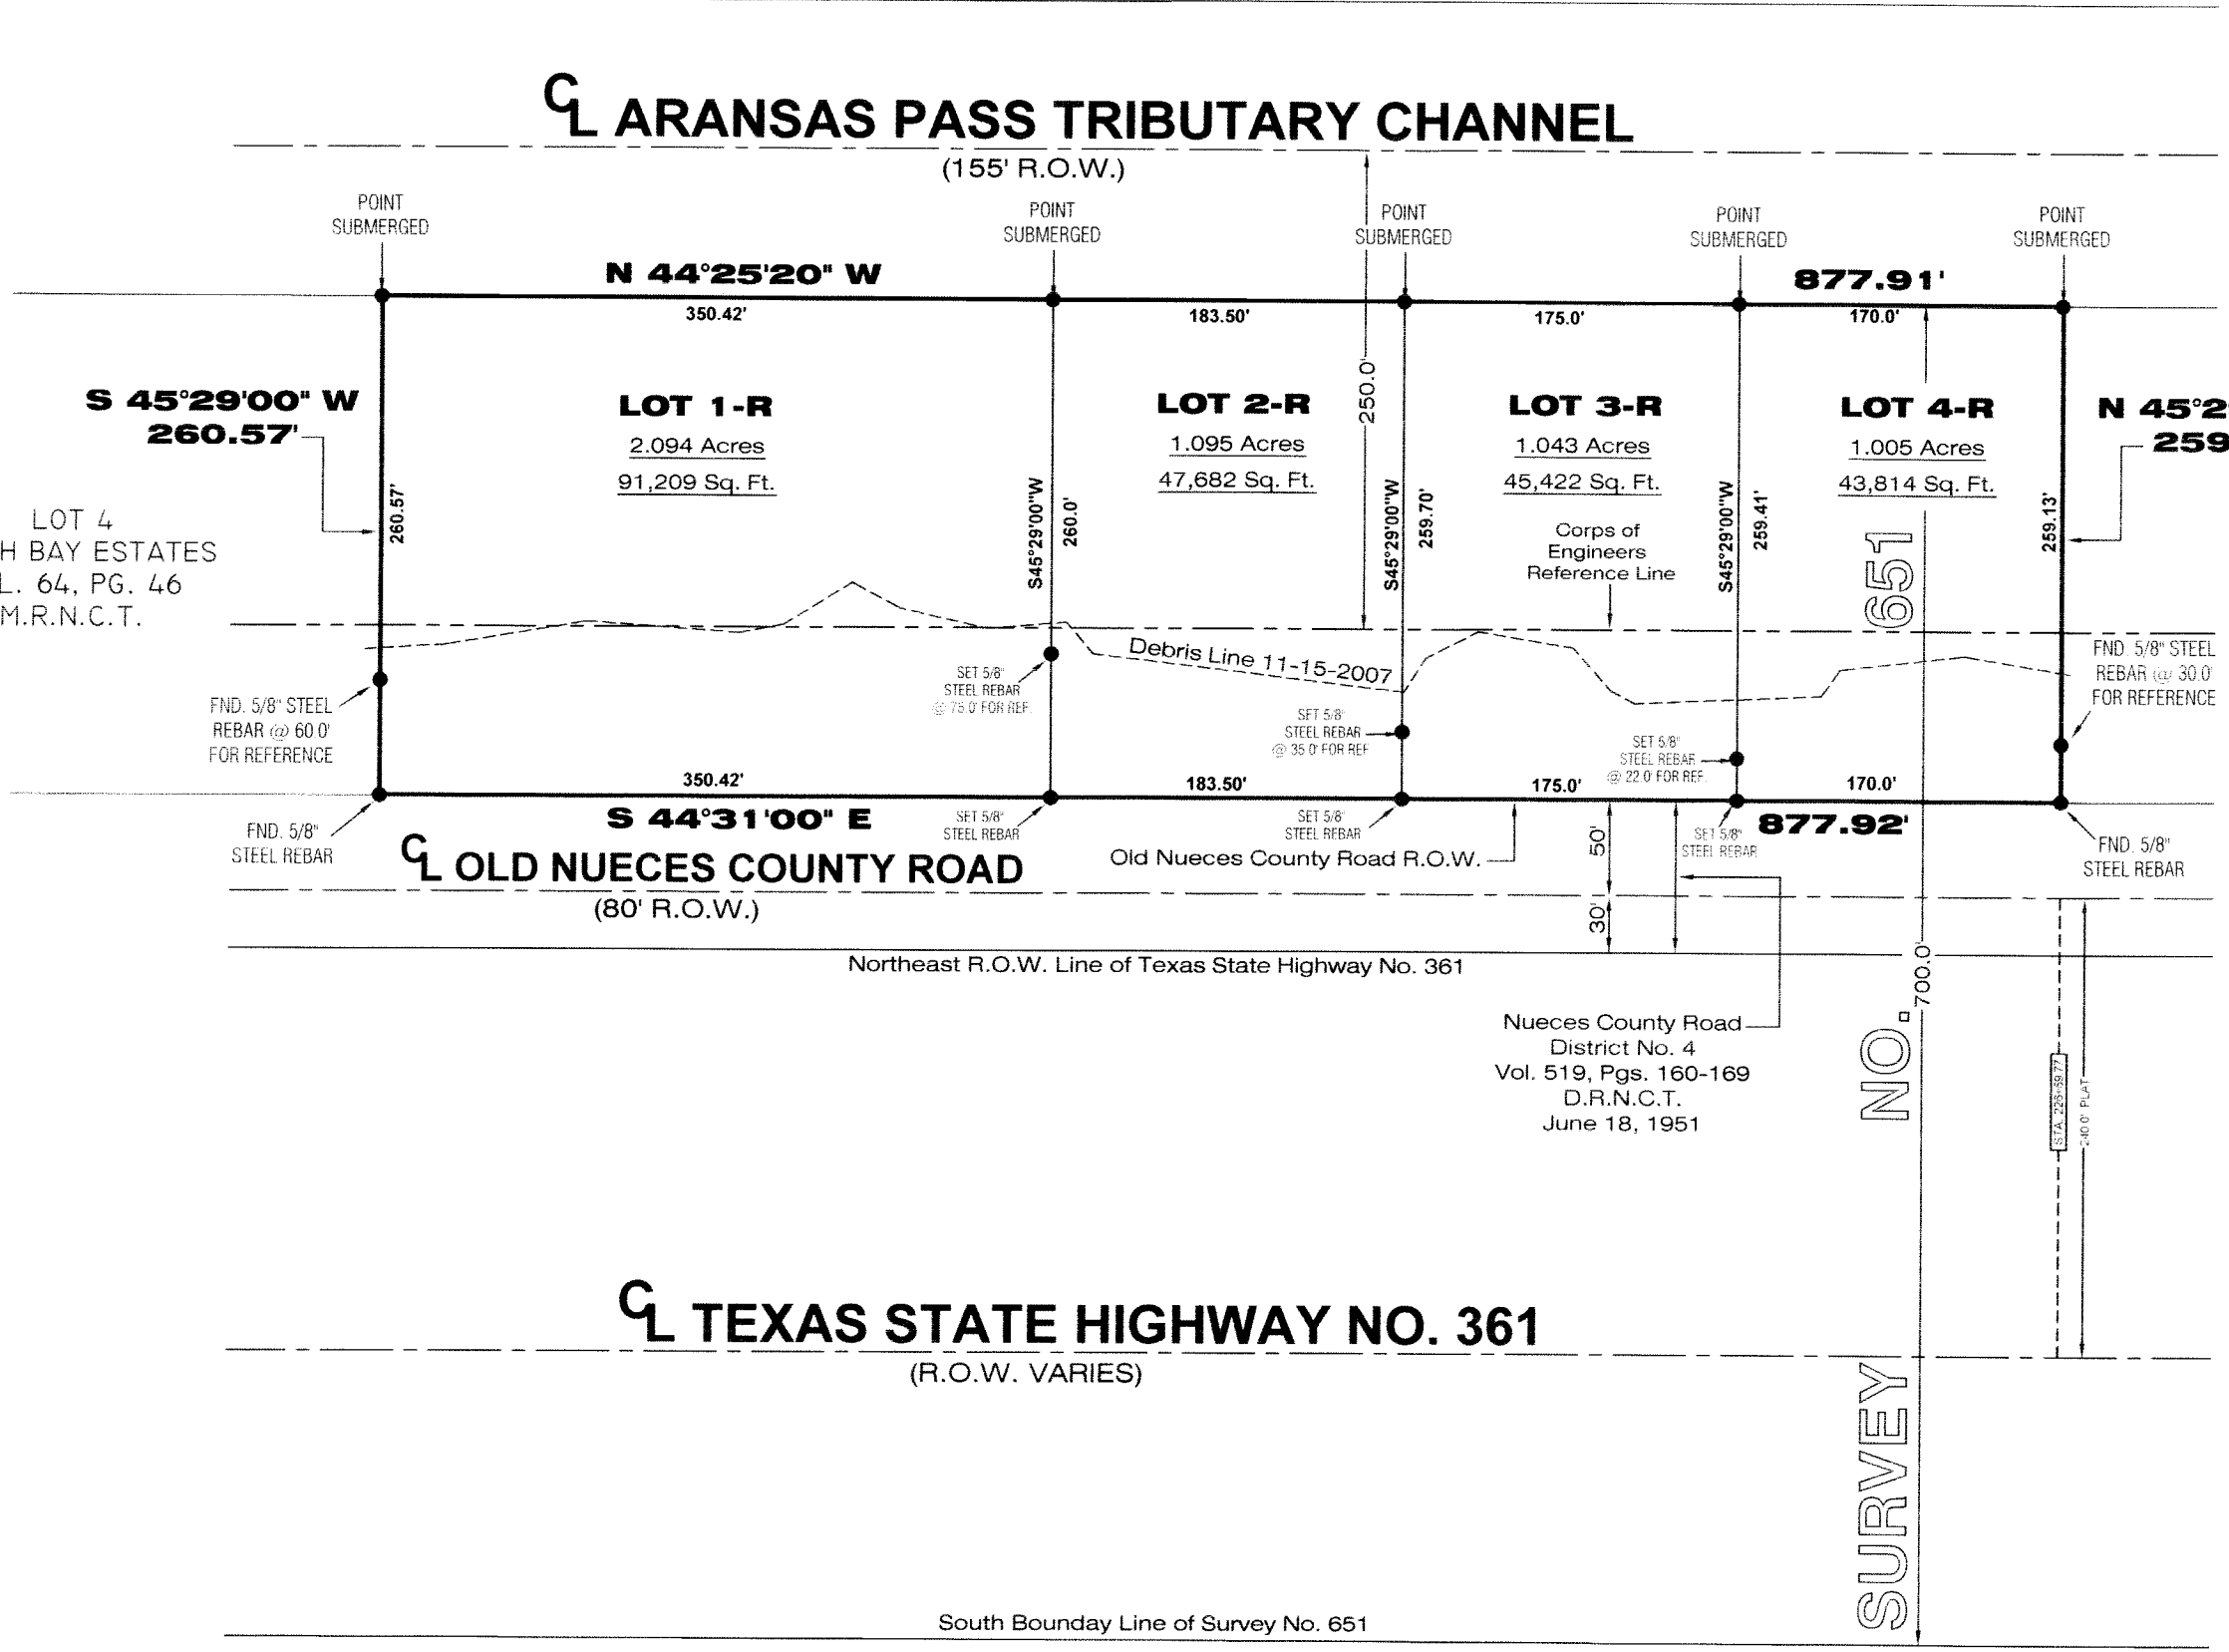 CL ARANSAS PASS TRIBUTARY CHANNEL
(155' R.O.W.)
POINT
SUBMERGED
POINT
SUBMERGED
POINT
SUBMERGED
POINT
SUBMERGED
POINT
SUBMERGED
N 44°25'20" W
877.91'
350.42'
183.50'
175.0'
170.0'
S 45°29'00" W
260.57'
260.57'
LOT 1-R
2.094 Acres
91,209 Sq. Ft.
S45°29'00"W
260.0'
LOT 2-R
1.095 Acres
47,682 Sq. Ft.
250.0'
S45°29'00"W
259.70'
LOT 3-R
1.043 Acres
45,422 Sq. Ft.
Corps of
Engineers
Reference Line
S45°29'00"W
259.41'
LOT 4-R
1.005 Acres
43,814 Sq. Ft.
259.13'
N 45°2
259
LOT 4
H BAY ESTATES
L. 64, PG. 46
M.R.N.C.T.
Debris Line 11-15-2007
FND. 5/8" STEEL
REBAR @ 60.0'
FOR REFERENCE
SET 5/8"
STEEL REBAR
@ 75.0' FOR REF.
SET 5/8"
STEEL REBAR
@ 35.0' FOR REF
SET 5/8"
STEEL REBAR
@ 22.0' FOR REF.
FND. 5/8" STEEL
REBAR @ 30.0'
FOR REFERENCE
350.42'
183.50'
175.0'
170.0'
S 44°31'00" E
877.92'
FND. 5/8"
STEEL REBAR
SET 5/8"
STEEL REBAR
SET 5/8"
STEEL REBAR
SET 5/8"
STEEL REBAR
FND. 5/8"
STEEL REBAR
CL OLD NUECES COUNTY ROAD
(80' R.O.W.)
Old Nueces County Road R.O.W.
50'
30'
Northeast R.O.W. Line of Texas State Highway No. 361
Nueces County Road
District No. 4
Vol. 519, Pgs. 160-169
D.R.N.C.T.
June 18, 1951
700.0'
SURVEY NO. 651
240.0' PLAT
CL TEXAS STATE HIGHWAY NO. 361
(R.O.W. VARIES)
South Bounday Line of Survey No. 651